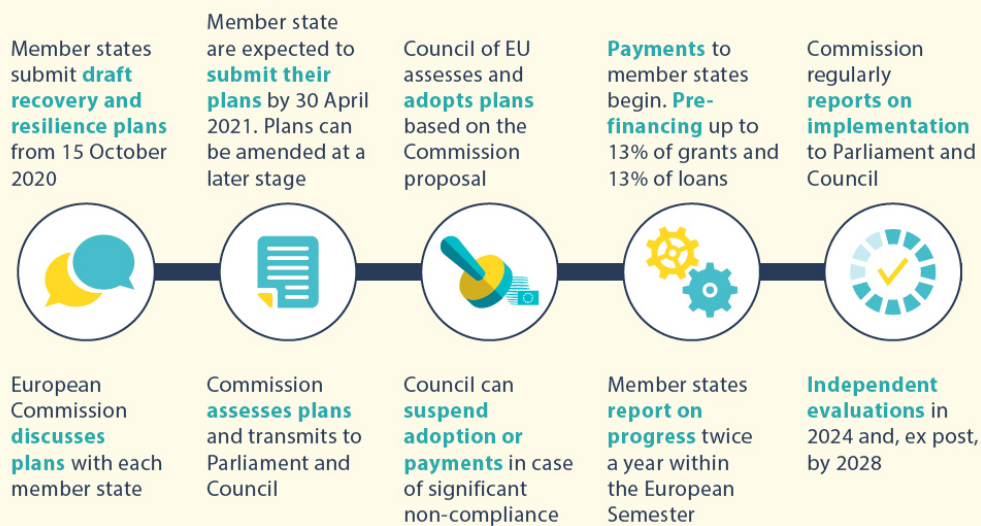 Member states
submit draft
recovery and
resilience plans
from 15 October
2020
Member state
are expected to
submit their
plans by 30 April
2021. Plans can
be amended at a
later stage
Council of EU
assesses and
adopts plans
based on the
Commission
proposal
Payments to
member states
begin. Pre-
financing up to
13% of grants and
13% of loans
Commission
regularly
reports on
implementation
to Parliament and
Council
European
Commission
discusses
plans with each
member state
Commission
assesses plans
and transmits to
Parliament and
Council
Council can
suspend
adoption or
payments in case
of significant
non-compliance
Member states
report on
progress twice
a year within
the European
Semester
Independent
evaluations in
2024 and, ex post,
by 2028